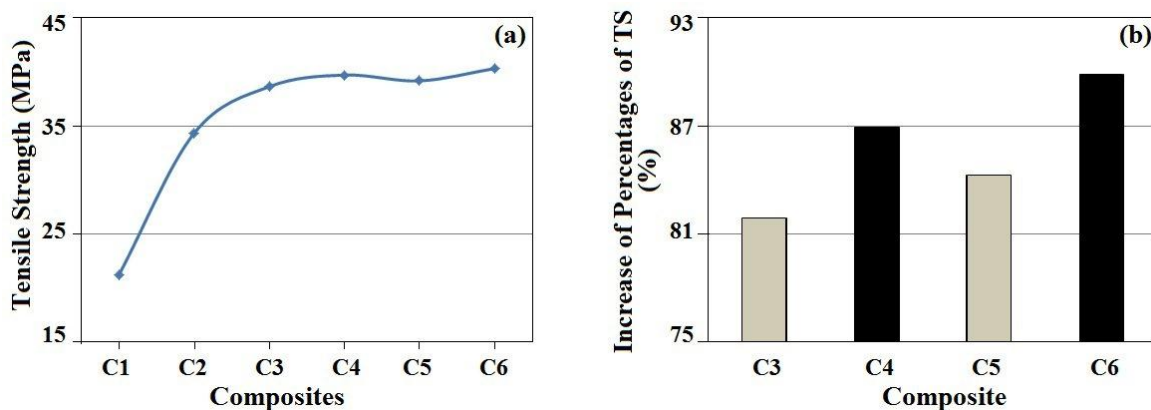 (a)
Tensile Strength (MPa)
45
35
25
15
C1 C2 C3 C4 C5 C6
Composites
(b)
Increase of Percentages of TS
(%)
93
87
81
75
C3 C4 C5 C6
Composite